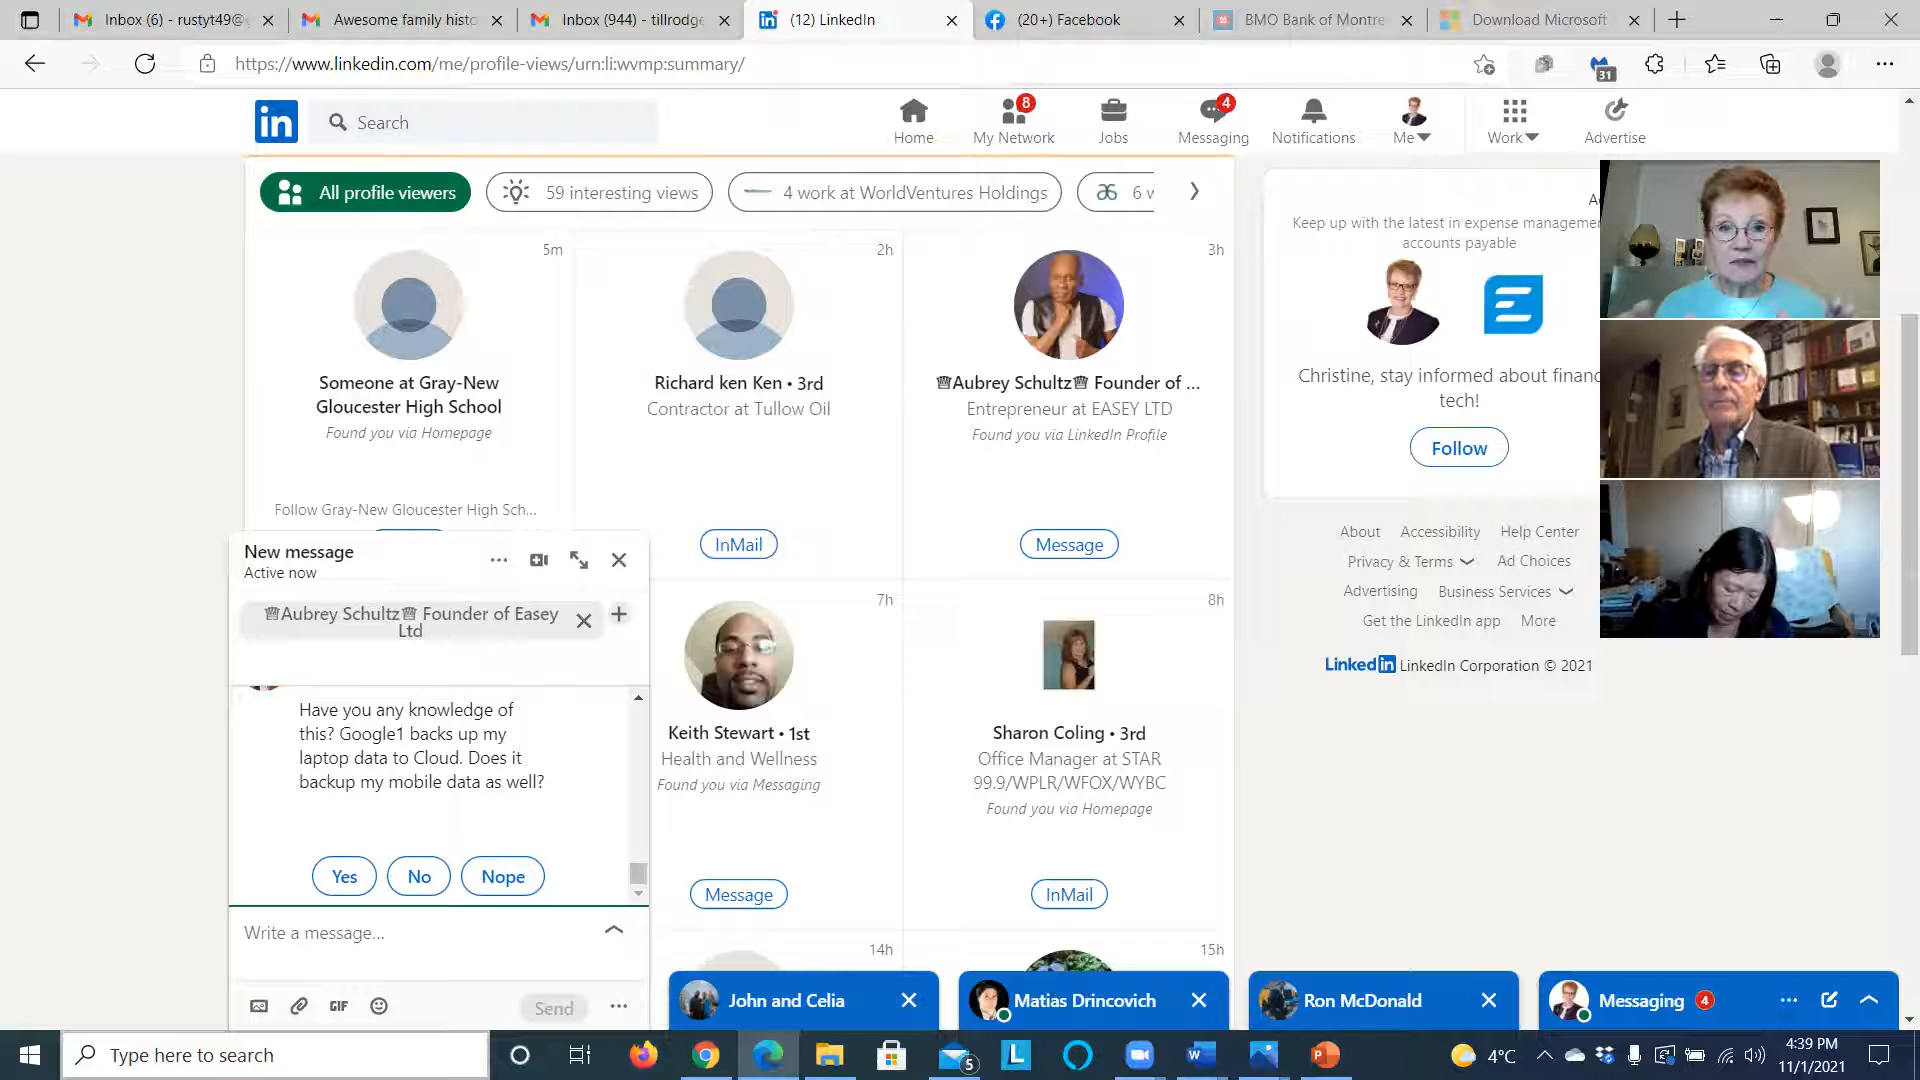 Inbox (6) - rusty49@
Awesome family histo
Inbox (944) - tillrodge
(12) LinkedIn
(20+) Facebook
BMO Bank of Montre
Download Microsoft
https://www.linkedin.com/me/profile-views/urn:li:wvmp:summary/
31
in
Search
Home
8
My Network
Jobs
4
Messaging
Notifications
Me
Work
Advertise
All profile viewers
59 interesting views
4 work at WorldVentures Holdings
6 w
5m
Someone at Gray-New
Gloucester High School
Found you via Homepage
Follow Gray-New Gloucester High Sch...
2h
Richard ken Ken • 3rd
Contractor at Tullow Oil
InMail
3h
♕Aubrey Schultz♕ Founder of ...
Entrepreneur at EASEY LTD
Found you via LinkedIn Profile
Message
7h
Keith Stewart • 1st
Health and Wellness
Found you via Messaging
Message
8h
Sharon Coling • 3rd
Office Manager at STAR
99.9/WPLR/WFOX/WYBC
Found you via Homepage
InMail
14h
15h
Keep up with the latest in expense manageme
accounts payable
Christine, stay informed about financ
tech!
Follow
About Accessibility Help Center
Privacy & Terms Ad Choices
Advertising Business Services
Get the LinkedIn app More
Linkedin LinkedIn Corporation © 2021
New message
Active now
♕Aubrey Schultz♕ Founder of Easey
Ltd
Have you any knowledge of
this? Google1 backs up my
laptop data to Cloud. Does it
backup my mobile data as well?
Yes No Nope
Write a message...
GIF
Send
John and Celia
Matias Drincovich
Ron McDonald
Messaging 4
Type here to search
5
L
W
P
4°C
4:39 PM
11/1/2021